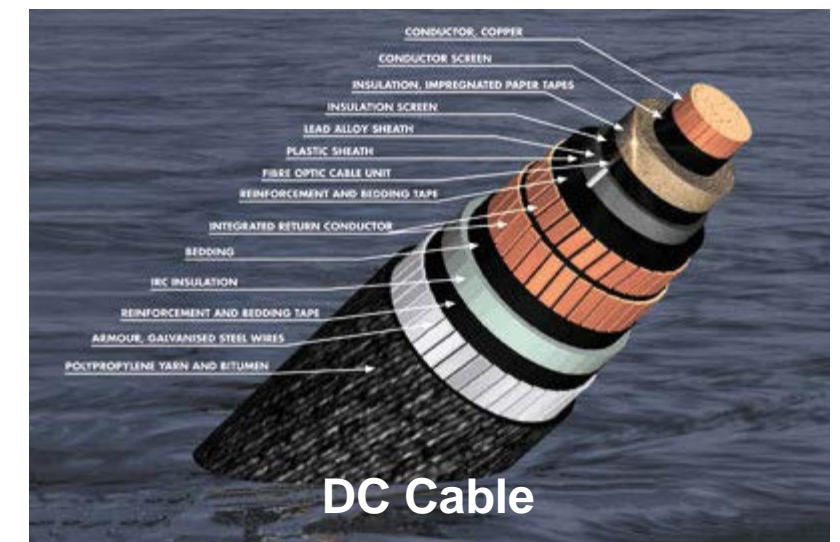 CONDUCTOR, COPPER
CONDUCTOR SCREEN
INSULATION, IMPREGNATED PAPER TAPES
INSULATION SCREEN
LEAD ALLOY SHEATH
PLASTIC SHEATH
FIBRE OPTIC CABLE UNIT
REINFORCEMENT AND BEDDING TAPE
INTEGRATED RETURN CONDUCTOR
BEDDING
IRC INSULATION
REINFORCEMENT AND BEDDING TAPE
ARMOUR, GALVANISED STEEL WIRES
POLYPROPYLENE YARN AND BITUMEN
DC Cable